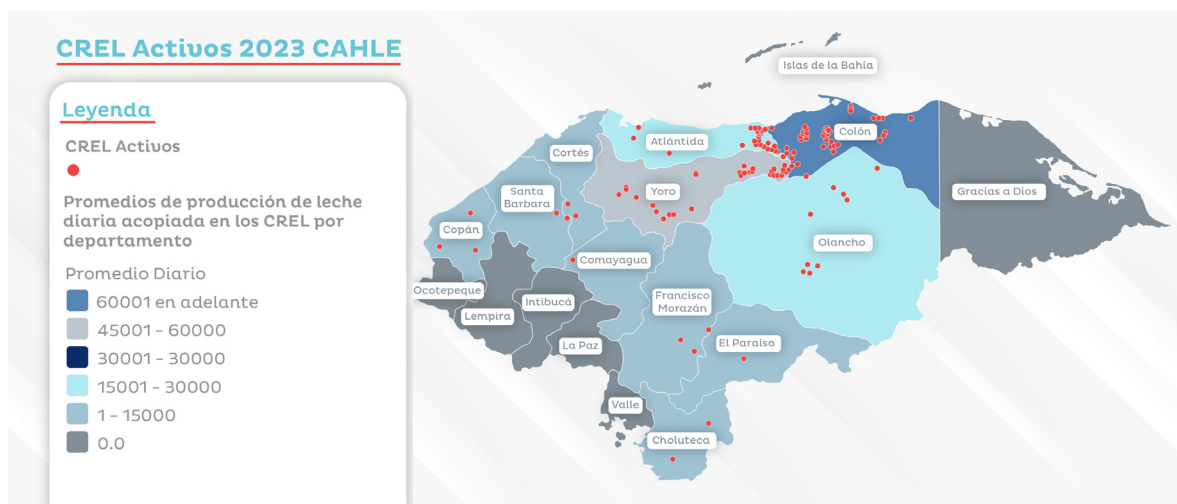 CREL Activos 2023 CAHLE
Leyenda
CREL Activos
Promedios de producción de leche
diaria acopiada en los CREL por
departamento
Promedio Diario
60001 en adelante
45001 - 60000
30001 - 30000
15001 - 30000
1 - 15000
0.0
Islas de la Bahia
Colón
Atlántida
Cortés
Santa
Barbara
Yoro
Gracias a Dios
Copán
Olancho
Comayagua
Ocotepeque
Intibucá
Francisco
Morazán
Lempira
La Paz
El Paraiso
Valle
Choluteca